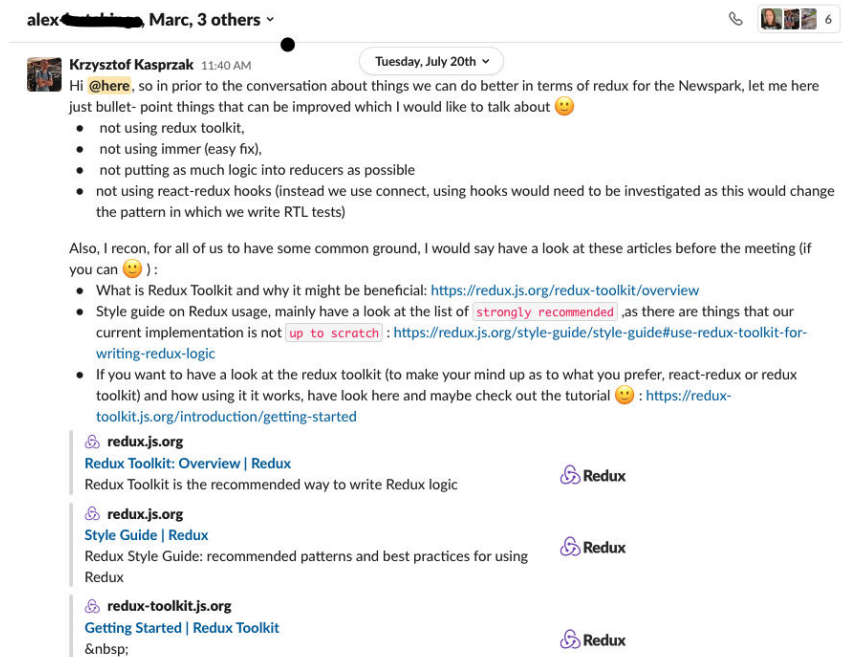 alex , Marc, 3 others
6
Tuesday, July 20th
Krzysztof Kasprzak 11:40 AM
Hi @here, so in prior to the conversation about things we can do better in terms of redux for the Newspark, let me here
just bullet- point things that can be improved which I would like to talk about 🙂
• not using redux toolkit,
• not using immer (easy fix),
• not putting as much logic into reducers as possible
• not using react-redux hooks (instead we use connect, using hooks would need to be investigated as this would change
the pattern in which we write RTL tests)
Also, I recon, for all of us to have some common ground, I would say have a look at these articles before the meeting (if
you can 🙂 ) :
• What is Redux Toolkit and why it might be beneficial: https://redux.js.org/redux-toolkit/overview
• Style guide on Redux usage, mainly have a look at the list of strongly recommended ,as there are things that our
current implementation is not up to scratch : https://redux.js.org/style-guide/style-guide#use-redux-toolkit-for-
writing-redux-logic
• If you want to have a look at the redux toolkit (to make your mind up as to what you prefer, react-redux or redux
toolkit) and how using it it works, have look here and maybe check out the tutorial 🙂 : https://redux-
toolkit.js.org/introduction/getting-started
redux.js.org
Redux Toolkit: Overview | Redux
Redux Toolkit is the recommended way to write Redux logic
Redux
redux.js.org
Style Guide | Redux
Redux Style Guide: recommended patterns and best practices for using
Redux
Redux
redux-toolkit.js.org
Getting Started | Redux Toolkit
&nbsp;
Redux